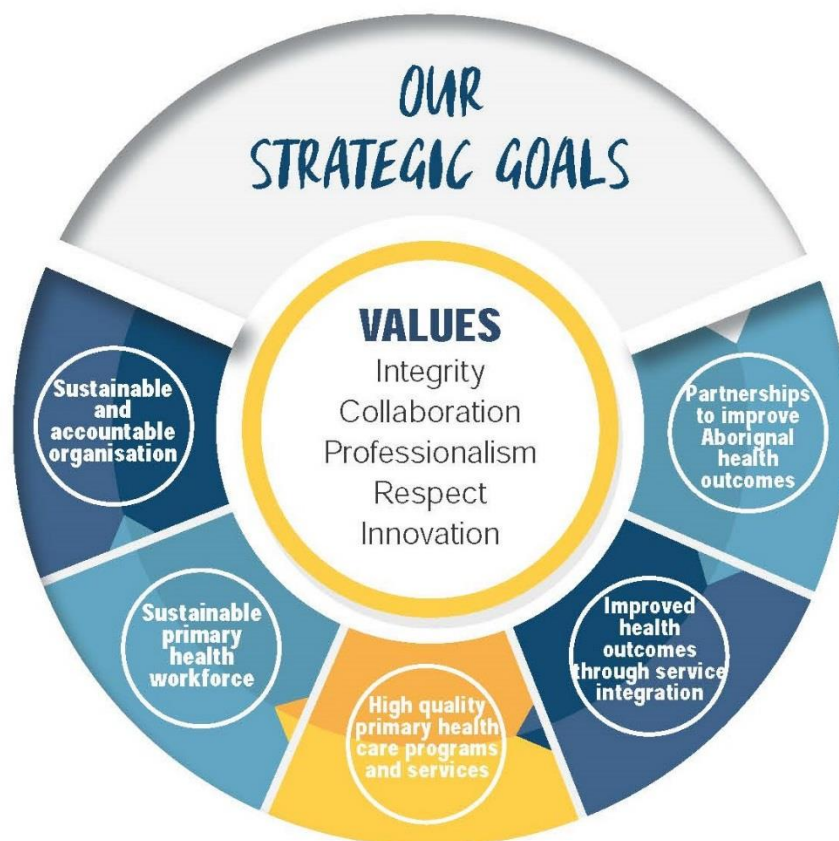 OUR
STRATEGIC GOALS
VALUES
Integrity
Collaboration
Professionalism
Respect
Innovation
Sustainable
and
accountable
organisation
Sustainable
primary
health
workforce
High quality
primary health
care programs
and services
Improved
health
outcomes
through service
integration
Partnerships
to improve
Aborignal
health
outcomes